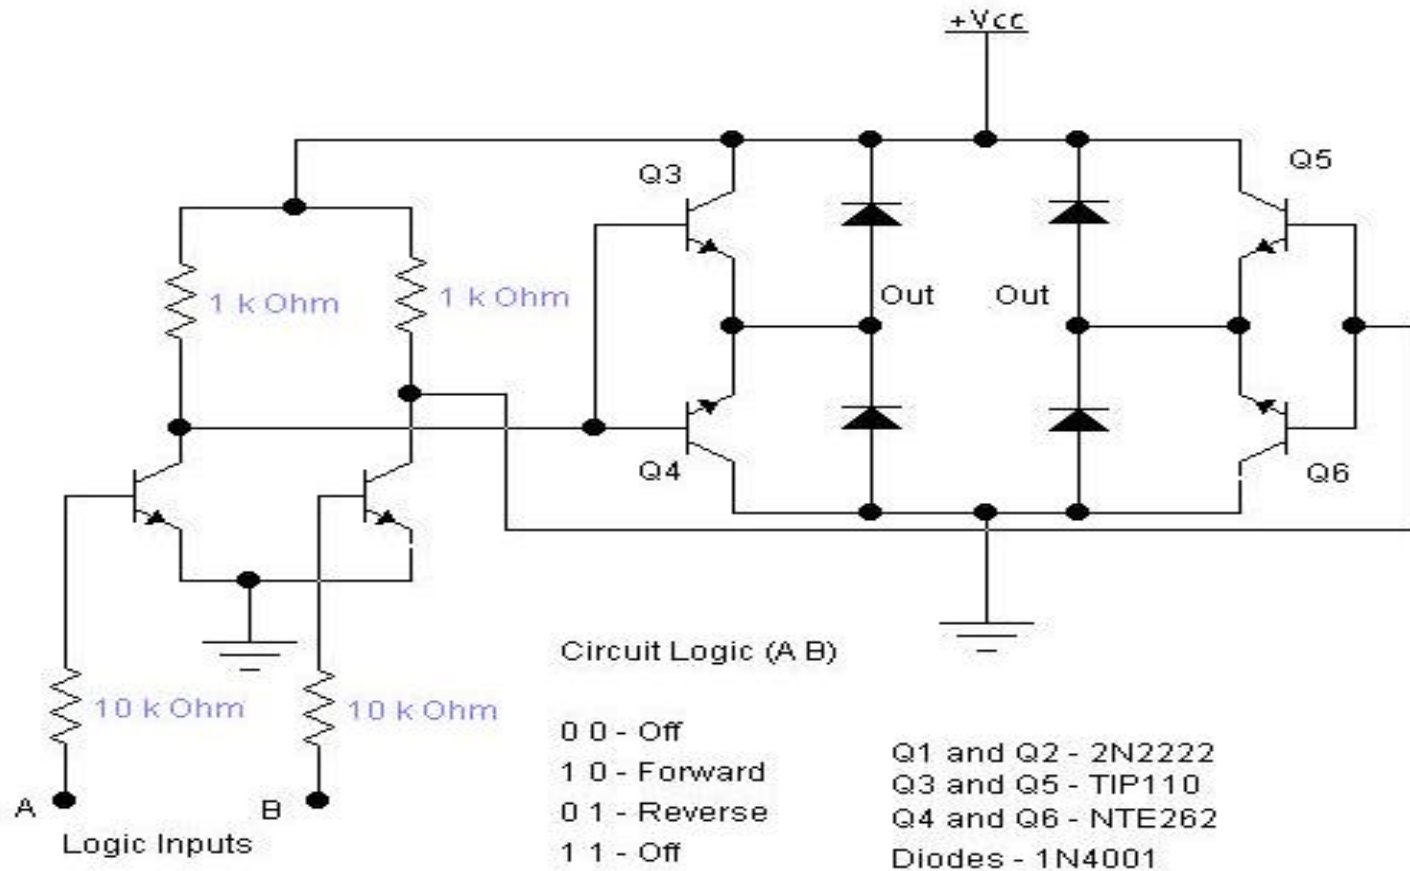 +Vcc
Q3
Q5
1 k Ohm
1 k Ohm
Out
Out
Q4
Q6
10 k Ohm
10 k Ohm
A
B
Logic Inputs
Circuit Logic (A B)
0 0 - Off
1 0 - Forward
0 1 - Reverse
1 1 - Off
Q1 and Q2 - 2N2222
Q3 and Q5 - TIP110
Q4 and Q6 - NTE262
Diodes - 1N4001